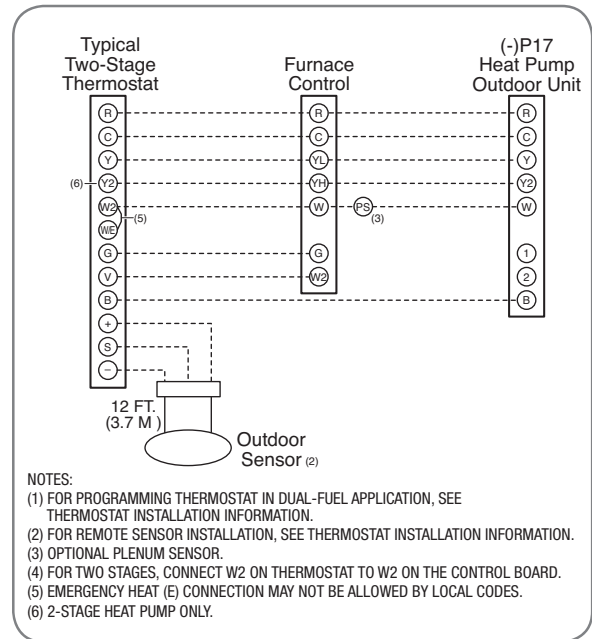 Typical
Two-Stage
Thermostat
Furnace
Control
(-)P17
Heat Pump
Outdoor Unit
R R R
C C C
Y YL Y
(6) Y2 YH Y2
W2 W PS W
(5) (3)
W/E
G G 1
V W2 2
B B
+
S
–
12 FT.
(3.7 M )
Outdoor
Sensor (2)
NOTES:
(1) FOR PROGRAMMING THERMOSTAT IN DUAL-FUEL APPLICATION, SEE
THERMOSTAT INSTALLATION INFORMATION.
(2) FOR REMOTE SENSOR INSTALLATION, SEE THERMOSTAT INSTALLATION INFORMATION.
(3) OPTIONAL PLENUM SENSOR.
(4) FOR TWO STAGES, CONNECT W2 ON THERMOSTAT TO W2 ON THE CONTROL BOARD.
(5) EMERGENCY HEAT (E) CONNECTION MAY NOT BE ALLOWED BY LOCAL CODES.
(6) 2-STAGE HEAT PUMP ONLY.